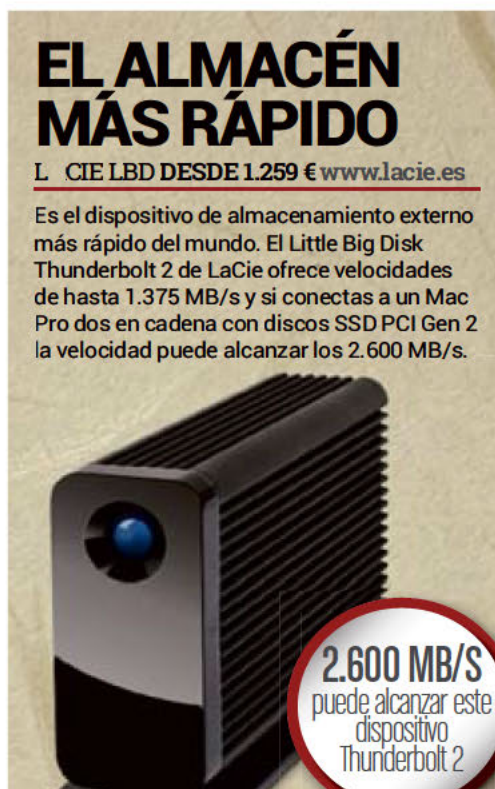 EL ALMACÉN
MÁS RÁPIDO
L CIE LBD DESDE 1.259 € www.lacie.es
Es el dispositivo de almacenamiento externo
más rápido del mundo. El Little Big Disk
Thunderbolt 2 de LaCie ofrece velocidades
de hasta 1.375 MB/s y si conectas a un Mac
Pro dos en cadena con discos SSD PCI Gen 2
la velocidad puede alcanzar los 2.600 MB/s.
2.600 MB/S
puede alcanzar este
dispositivo
Thunderbolt 2